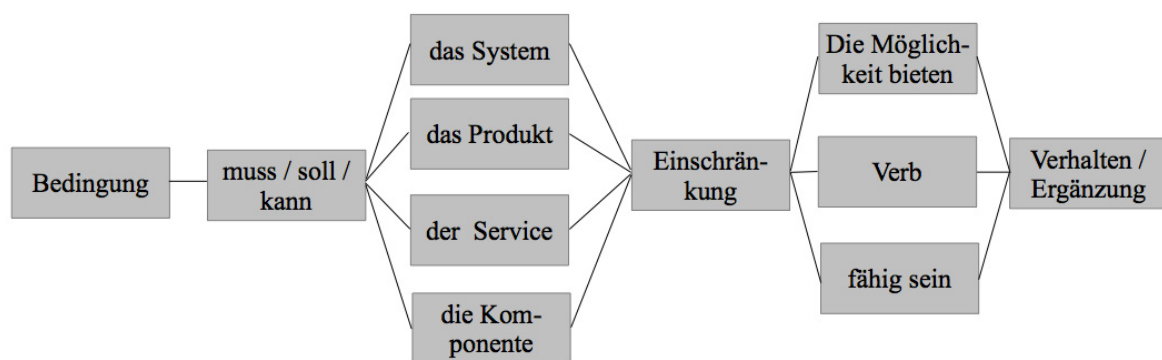 Bedingung
muss / soll /
kann
das System
das Produkt
der Service
die Kom-
ponente
Einschrän-
kung
Die Möglich-
keit bieten
Verb
fähig sein
Verhalten /
Ergänzung